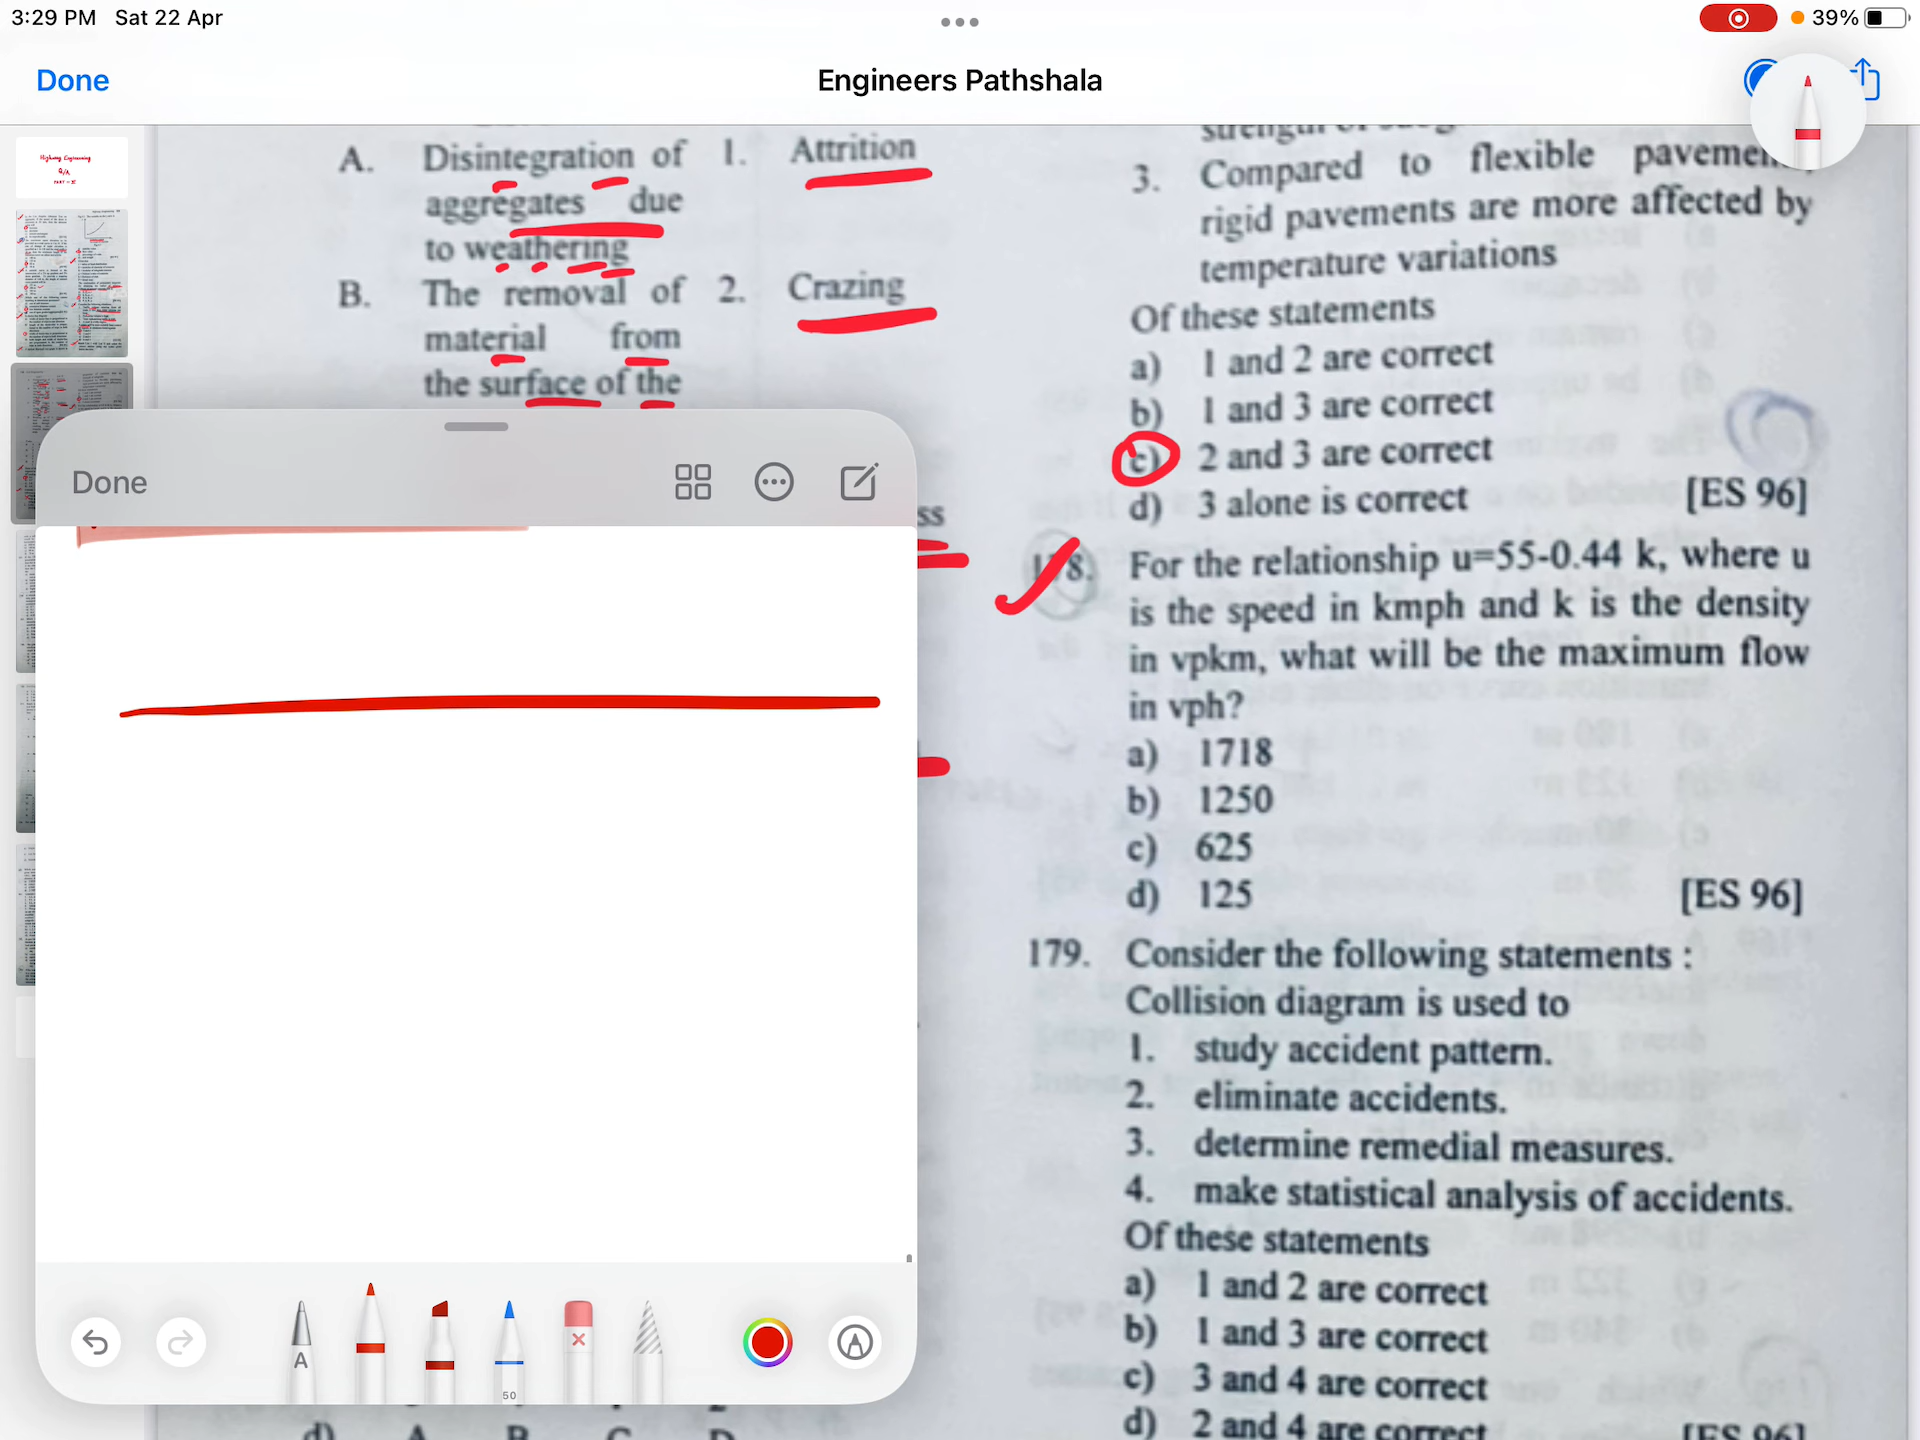 3:29 PM Sat 22 Apr
39%
Done
Engineers Pathshala
A. Disintegration of 1. Attrition
aggregates due
to weathering
B. The removal of 2. Crazing
material from
the surface of the
ss
Done
A
50
3. Compared to flexible
rigid pavements are more affected by
temperature variations
Of these statements
a) 1 and 2 are correct
b) 1 and 3 are correct
c) 2 and 3 are correct
d) 3 alone is correct [ES 96]
178. For the relationship u=55-0.44 k, where u
is the speed in kmph and k is the density
in vpkm, what will be the maximum flow
in vph?
a) 1718
b) 1250
c) 625
d) 125 [ES 96]
179. Consider the following statements :
Collision diagram is used to
1. study accident pattern.
2. eliminate accidents.
3. determine remedial measures.
4. make statistical analysis of accidents.
Of these statements
a) 1 and 2 are correct
b) 1 and 3 are correct
c) 3 and 4 are correct
d) 2 and 4 are correct [ES 96]
d) A B C D